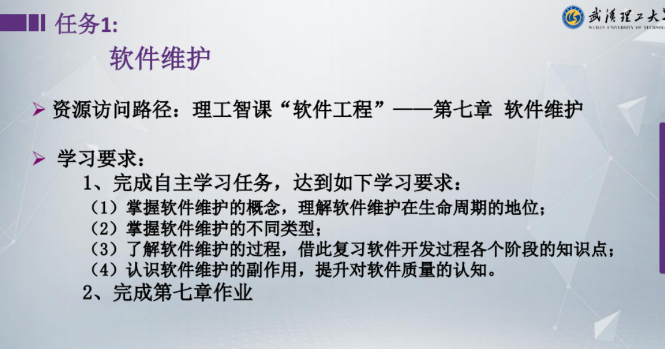 任务1:
武汉理工大学
软件维护
资源访问路径：理工智课“软件工程”——第七章 软件维护
学习要求：
1、完成自主学习任务，达到如下学习要求：
（1）掌握软件维护的概念，理解软件维护在生命周期的地位；
（2）掌握软件维护的不同类型；
（3）了解软件维护的过程，借此复习软件开发过程各个阶段的知识点；
（4）认识软件维护的副作用，提升对软件质量的认知。
2、完成第七章作业